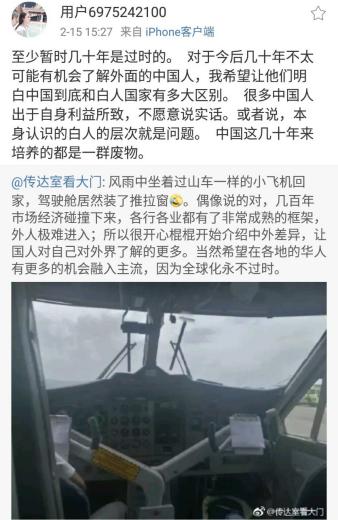 用户6975242100
2-15 15:27 来自 iPhone客户端
至少暂时几十年是过时的。 对于今后几十年不太
可能有机会了解外面的中国人，我希望让他们明
白中国到底和白人国家有多大区别。 很多中国人
出于自身利益所致，不愿意说实话。或者说，本
身认识的白人的层次就是问题。 中国这几十年来
培养的都是一群废物。
@传达室看大门: 风雨中坐着过山车一样的小飞机回
家，驾驶舱居然装了推拉窗🤣。偶像说的对，几百年
市场经济碰撞下来，各行各业都有了非常成熟的框架，
外人极难进入；所以很开心棍棍开始介绍中外差异，让
国人对自己对外界了解的更多。当然希望在各地的华人
有更多的机会融入主流，因为全球化永不过时。
@传达室看大门